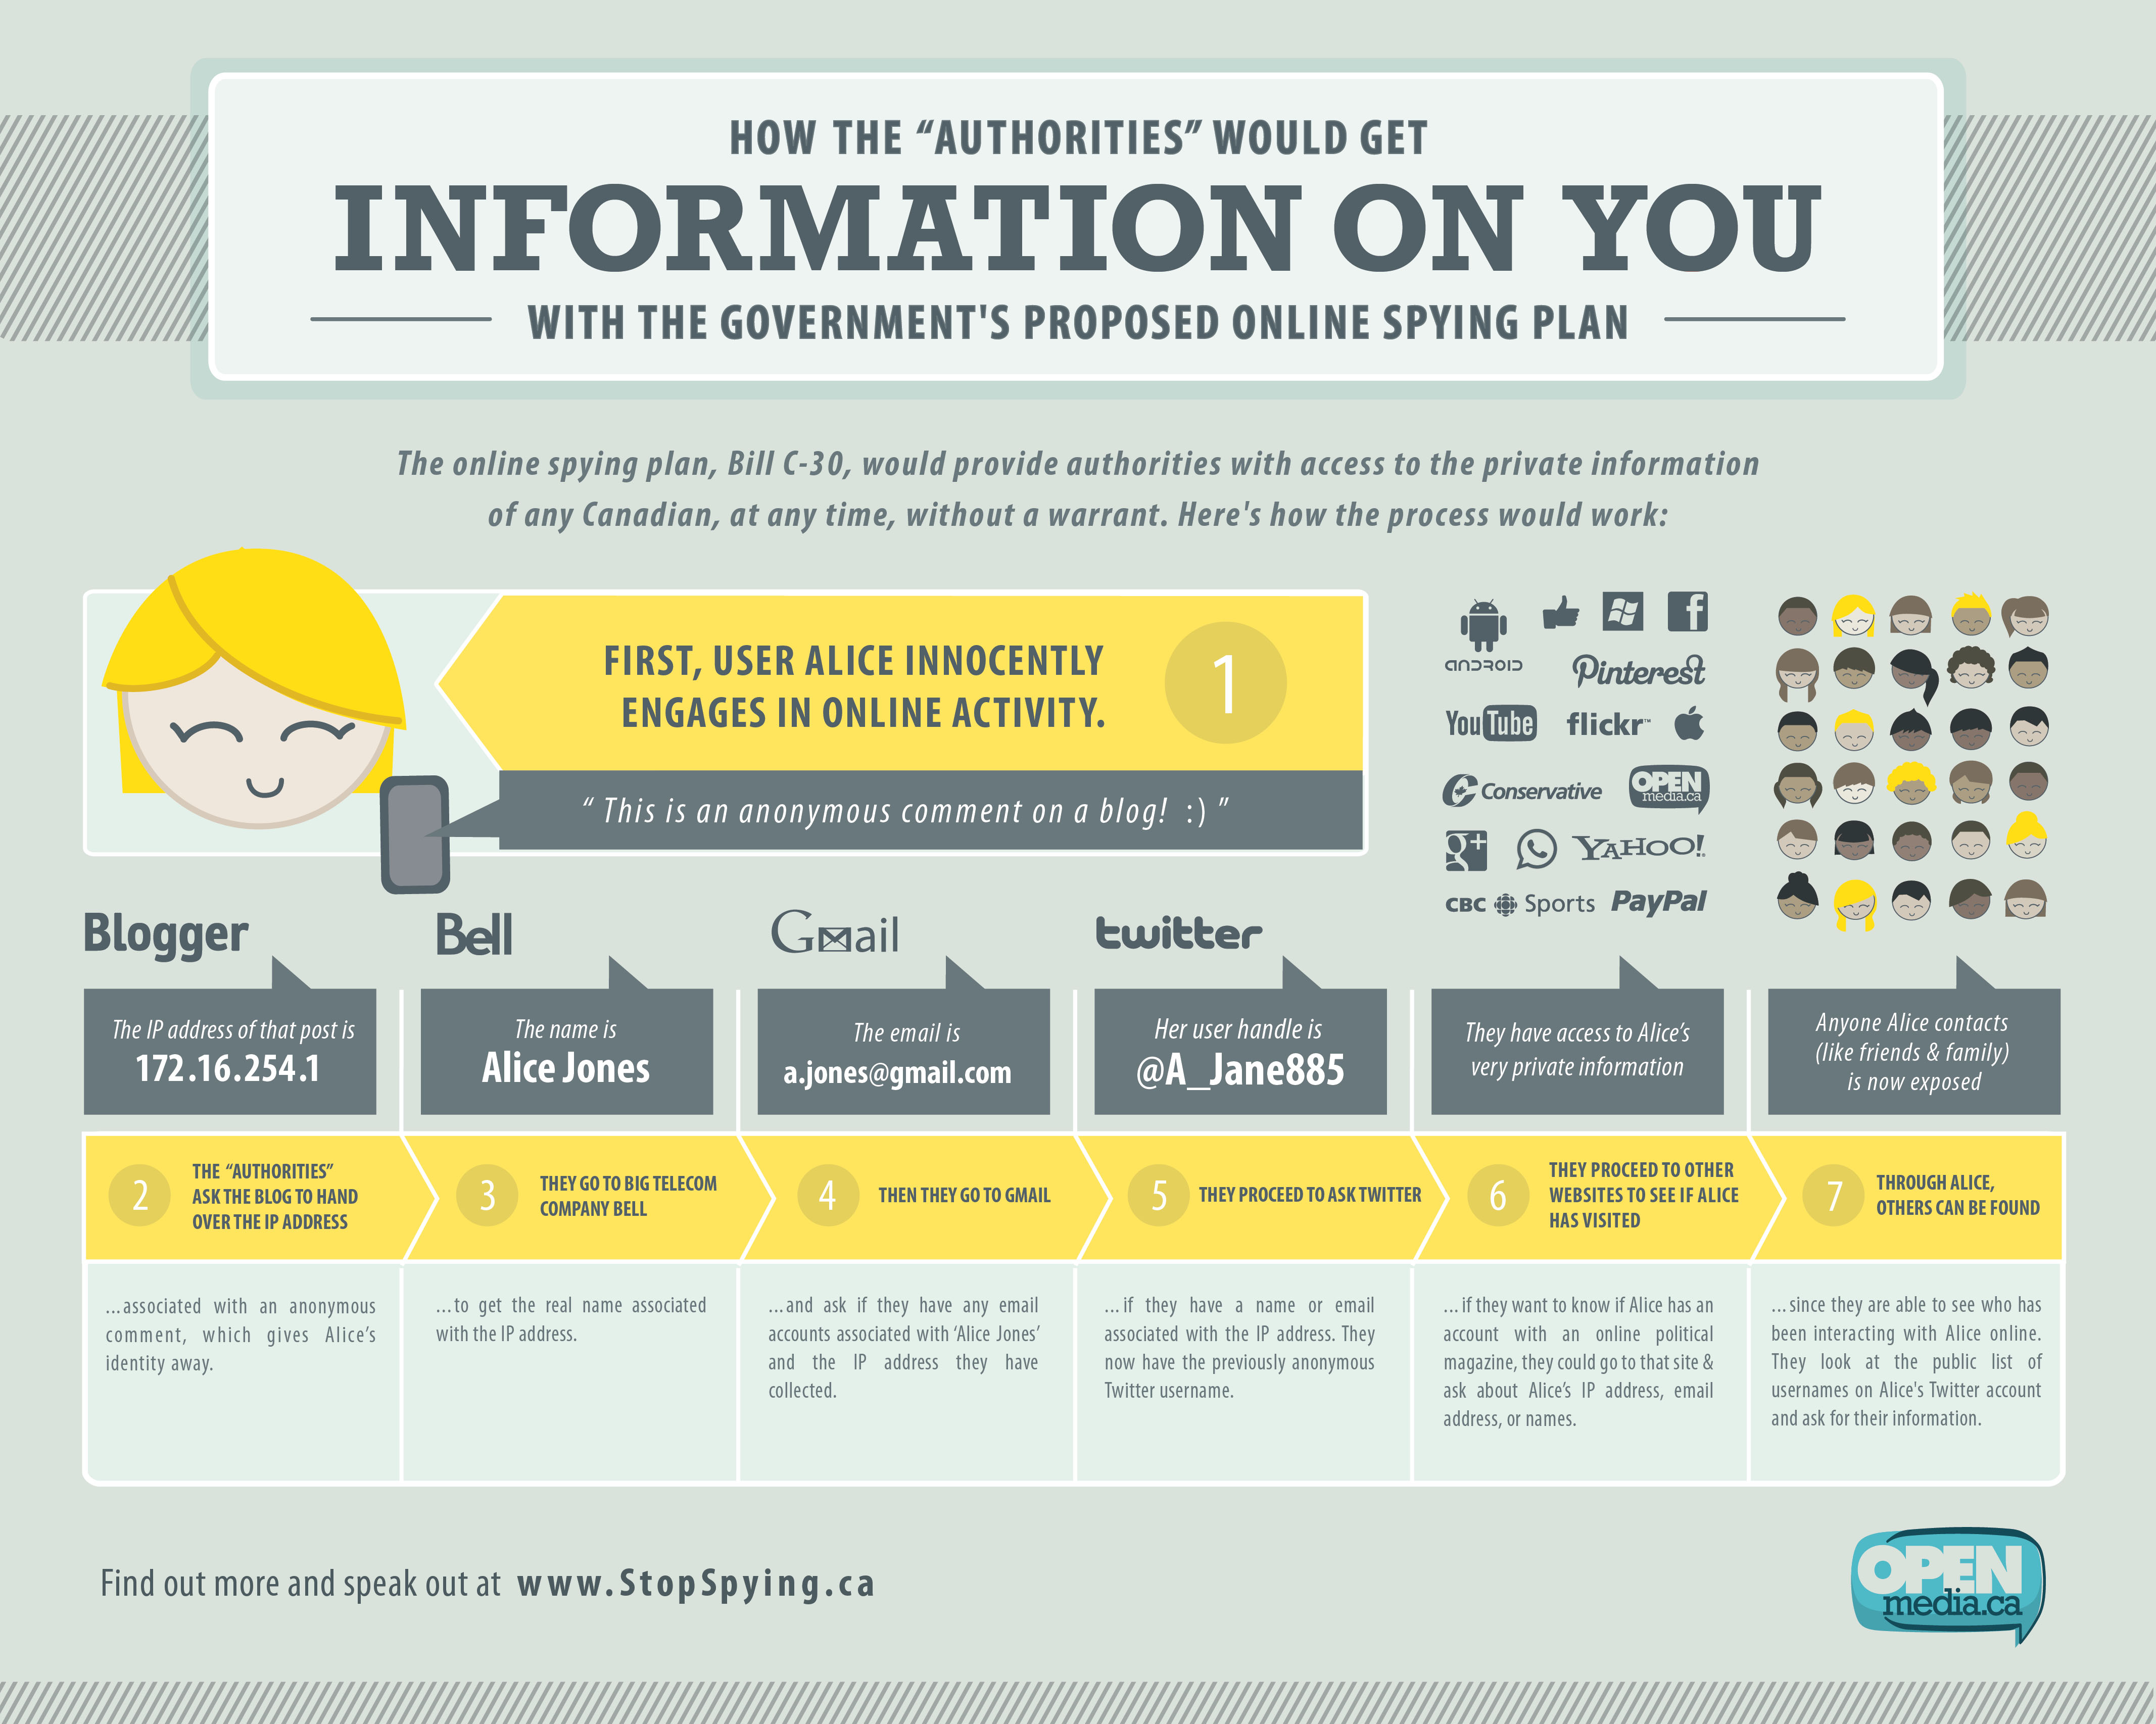 HOW THE “AUTHORITIES” WOULD GET
INFORMATION ON YOU
WITH THE GOVERNMENT'S PROPOSED ONLINE SPYING PLAN
The online spying plan, Bill C-30, would provide authorities with access to the private information
of any Canadian, at any time, without a warrant. Here's how the process would work:
FIRST, USER ALICE INNOCENTLY
ENGAGES IN ONLINE ACTIVITY.
1
“ This is an anonymous comment on a blog! :) ”
ANDROID
Pinterest
YouTube
flickr™
Conservative
OPEN
media.ca
g+
YAHOO!
CBC Sports
PayPal
Blogger
The IP address of that post is
172.16.254.1
2
THE “AUTHORITIES”
ASK THE BLOG TO HAND
OVER THE IP ADDRESS
...associated with an anonymous
comment, which gives Alice’s
identity away.
Bell
The name is
Alice Jones
3
THEY GO TO BIG TELECOM
COMPANY BELL
...to get the real name associated
with the IP address.
Gmail
The email is
a.jones@gmail.com
4
THEN THEY GO TO GMAIL
...and ask if they have any email
accounts associated with ‘Alice Jones’
and the IP address they have
collected.
twitter
Her user handle is
@A_Jane885
5
THEY PROCEED TO ASK TWITTER
...if they have a name or email
associated with the IP address. They
now have the previously anonymous
Twitter username.
They have access to Alice’s
very private information
6
THEY PROCEED TO OTHER
WEBSITES TO SEE IF ALICE
HAS VISITED
...if they want to know if Alice has an
account with an online political
magazine, they could go to that site &
ask about Alice’s IP address, email
address, or names.
Anyone Alice contacts
(like friends & family)
is now exposed
7
THROUGH ALICE,
OTHERS CAN BE FOUND
...since they are able to see who has
been interacting with Alice online.
They look at the public list of
usernames on Alice's Twitter account
and ask for their information.
Find out more and speak out at www.StopSpying.ca
OPEN
media.ca